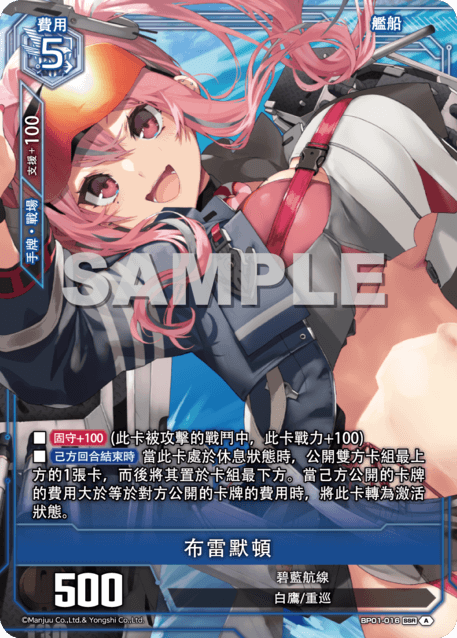 費用
5
艦船
支援+100
手牌・戰場
SAMPLE
固守+100 (此卡被攻擊的戰鬥中，此卡戰力+100)
己方回合結束時 當此卡處於休息狀態時，公開雙方卡組最上
方的1張卡，而後將其置於卡組最下方。當己方公開的卡牌
的費用大於等於對方公開的卡牌的費用時，將此卡轉為激活
狀態。
布雷默頓
500
碧藍航線
白鷹/重巡
©Manjuu Co.,Ltd.& Yongshi Co.,Ltd.
BP01-016 SSR A